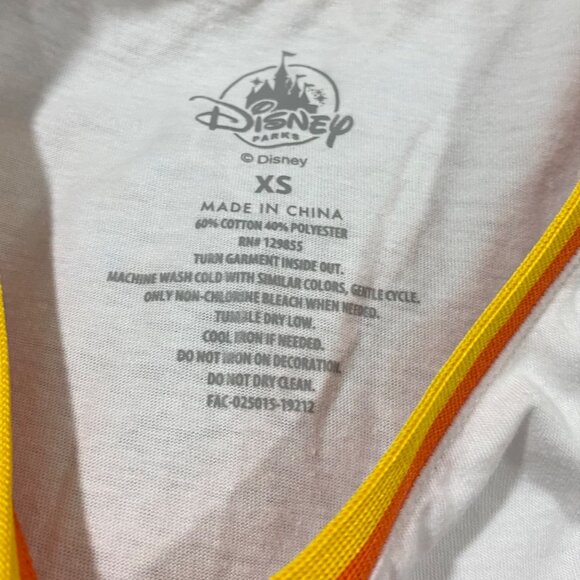 Disney
PARKS
© Disney
XS
MADE IN CHINA
60% COTTON 40% POLYESTER
RN# 129855
TURN GARMENT INSIDE OUT.
MACHINE WASH COLD WITH SIMILAR COLORS, GENTLE CYCLE.
ONLY NON-CHLORINE BLEACH WHEN NEEDED.
TUMBLE DRY LOW.
COOL IRON IF NEEDED.
DO NOT IRON ON DECORATION.
DO NOT DRY CLEAN.
FAC-025015-19212